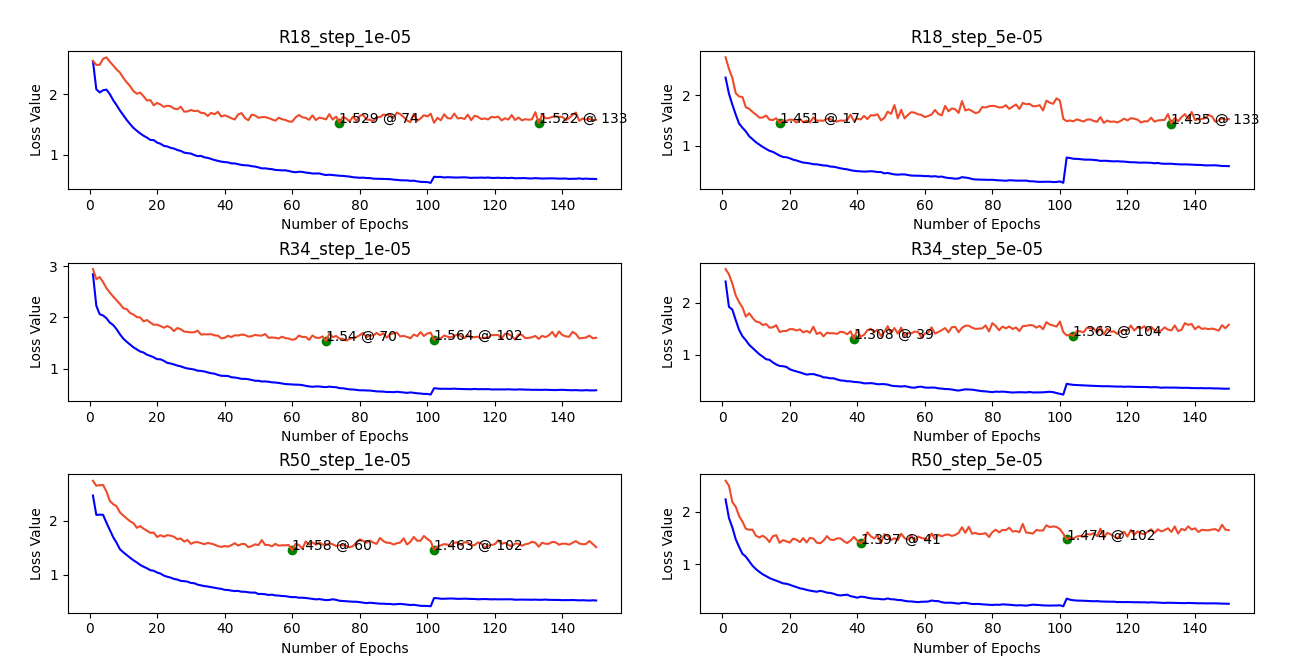 R18_step_1e-05
Loss Value
2
1
1.529 @ 74
1.522 @ 133
0 20 40 60 80 100 120 140
Number of Epochs
R18_step_5e-05
Loss Value
2
1
1.451 @ 17
1.435 @ 133
0 20 40 60 80 100 120 140
Number of Epochs
R34_step_1e-05
Loss Value
3
2
1
1.54 @ 70
1.564 @ 102
0 20 40 60 80 100 120 140
Number of Epochs
R34_step_5e-05
Loss Value
2
1
1.308 @ 39
1.362 @ 104
0 20 40 60 80 100 120 140
Number of Epochs
R50_step_1e-05
Loss Value
2
1
1.458 @ 60
1.463 @ 102
0 20 40 60 80 100 120 140
Number of Epochs
R50_step_5e-05
Loss Value
2
1
1.397 @ 41
1.474 @ 102
0 20 40 60 80 100 120 140
Number of Epochs